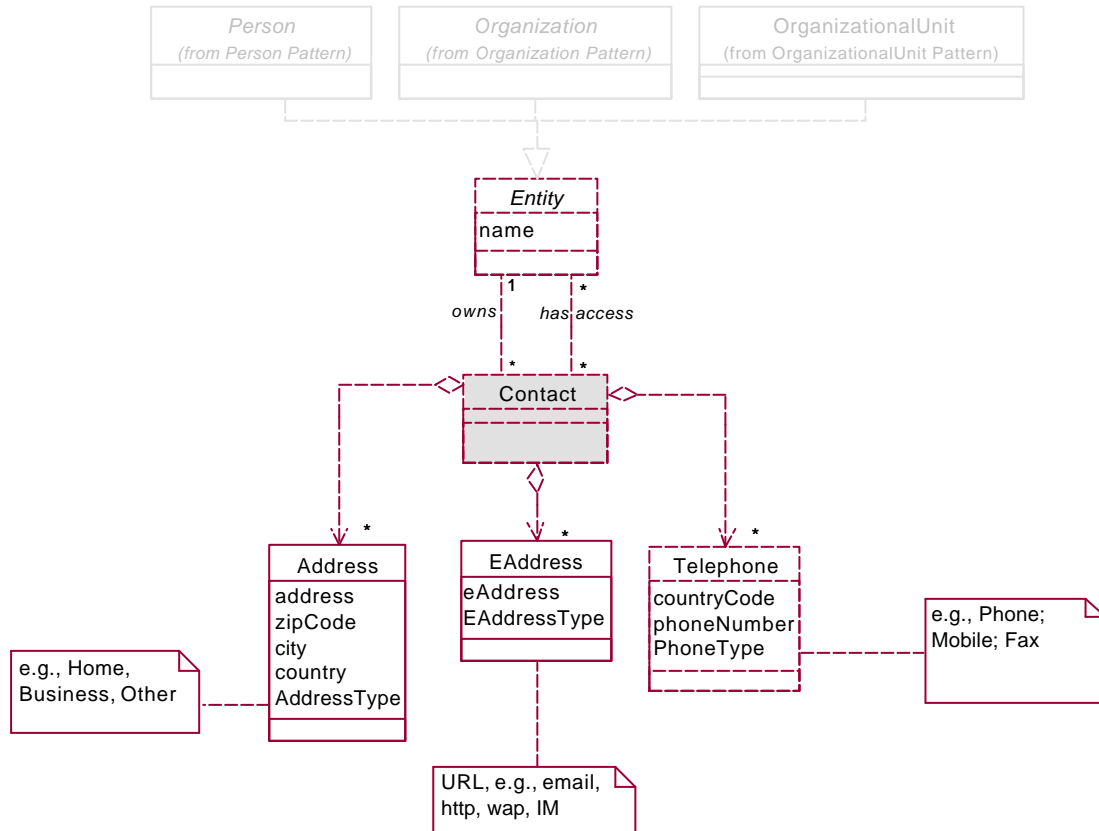 Person
(from Person Pattern)
Organization
(from Organization Pattern)
OrganizationalUnit
(from OrganizationalUnit Pattern)
Entity
name
1
*
owns
has access
*
*
Contact
*
*
*
Address
address
zipCode
city
country
AddressType
EAddress
eAddress
EAddressType
Telephone
countryCode
phoneNumber
PhoneType
e.g., Phone;
Mobile; Fax
e.g., Home,
Business, Other
URL, e.g., email,
http, wap, IM